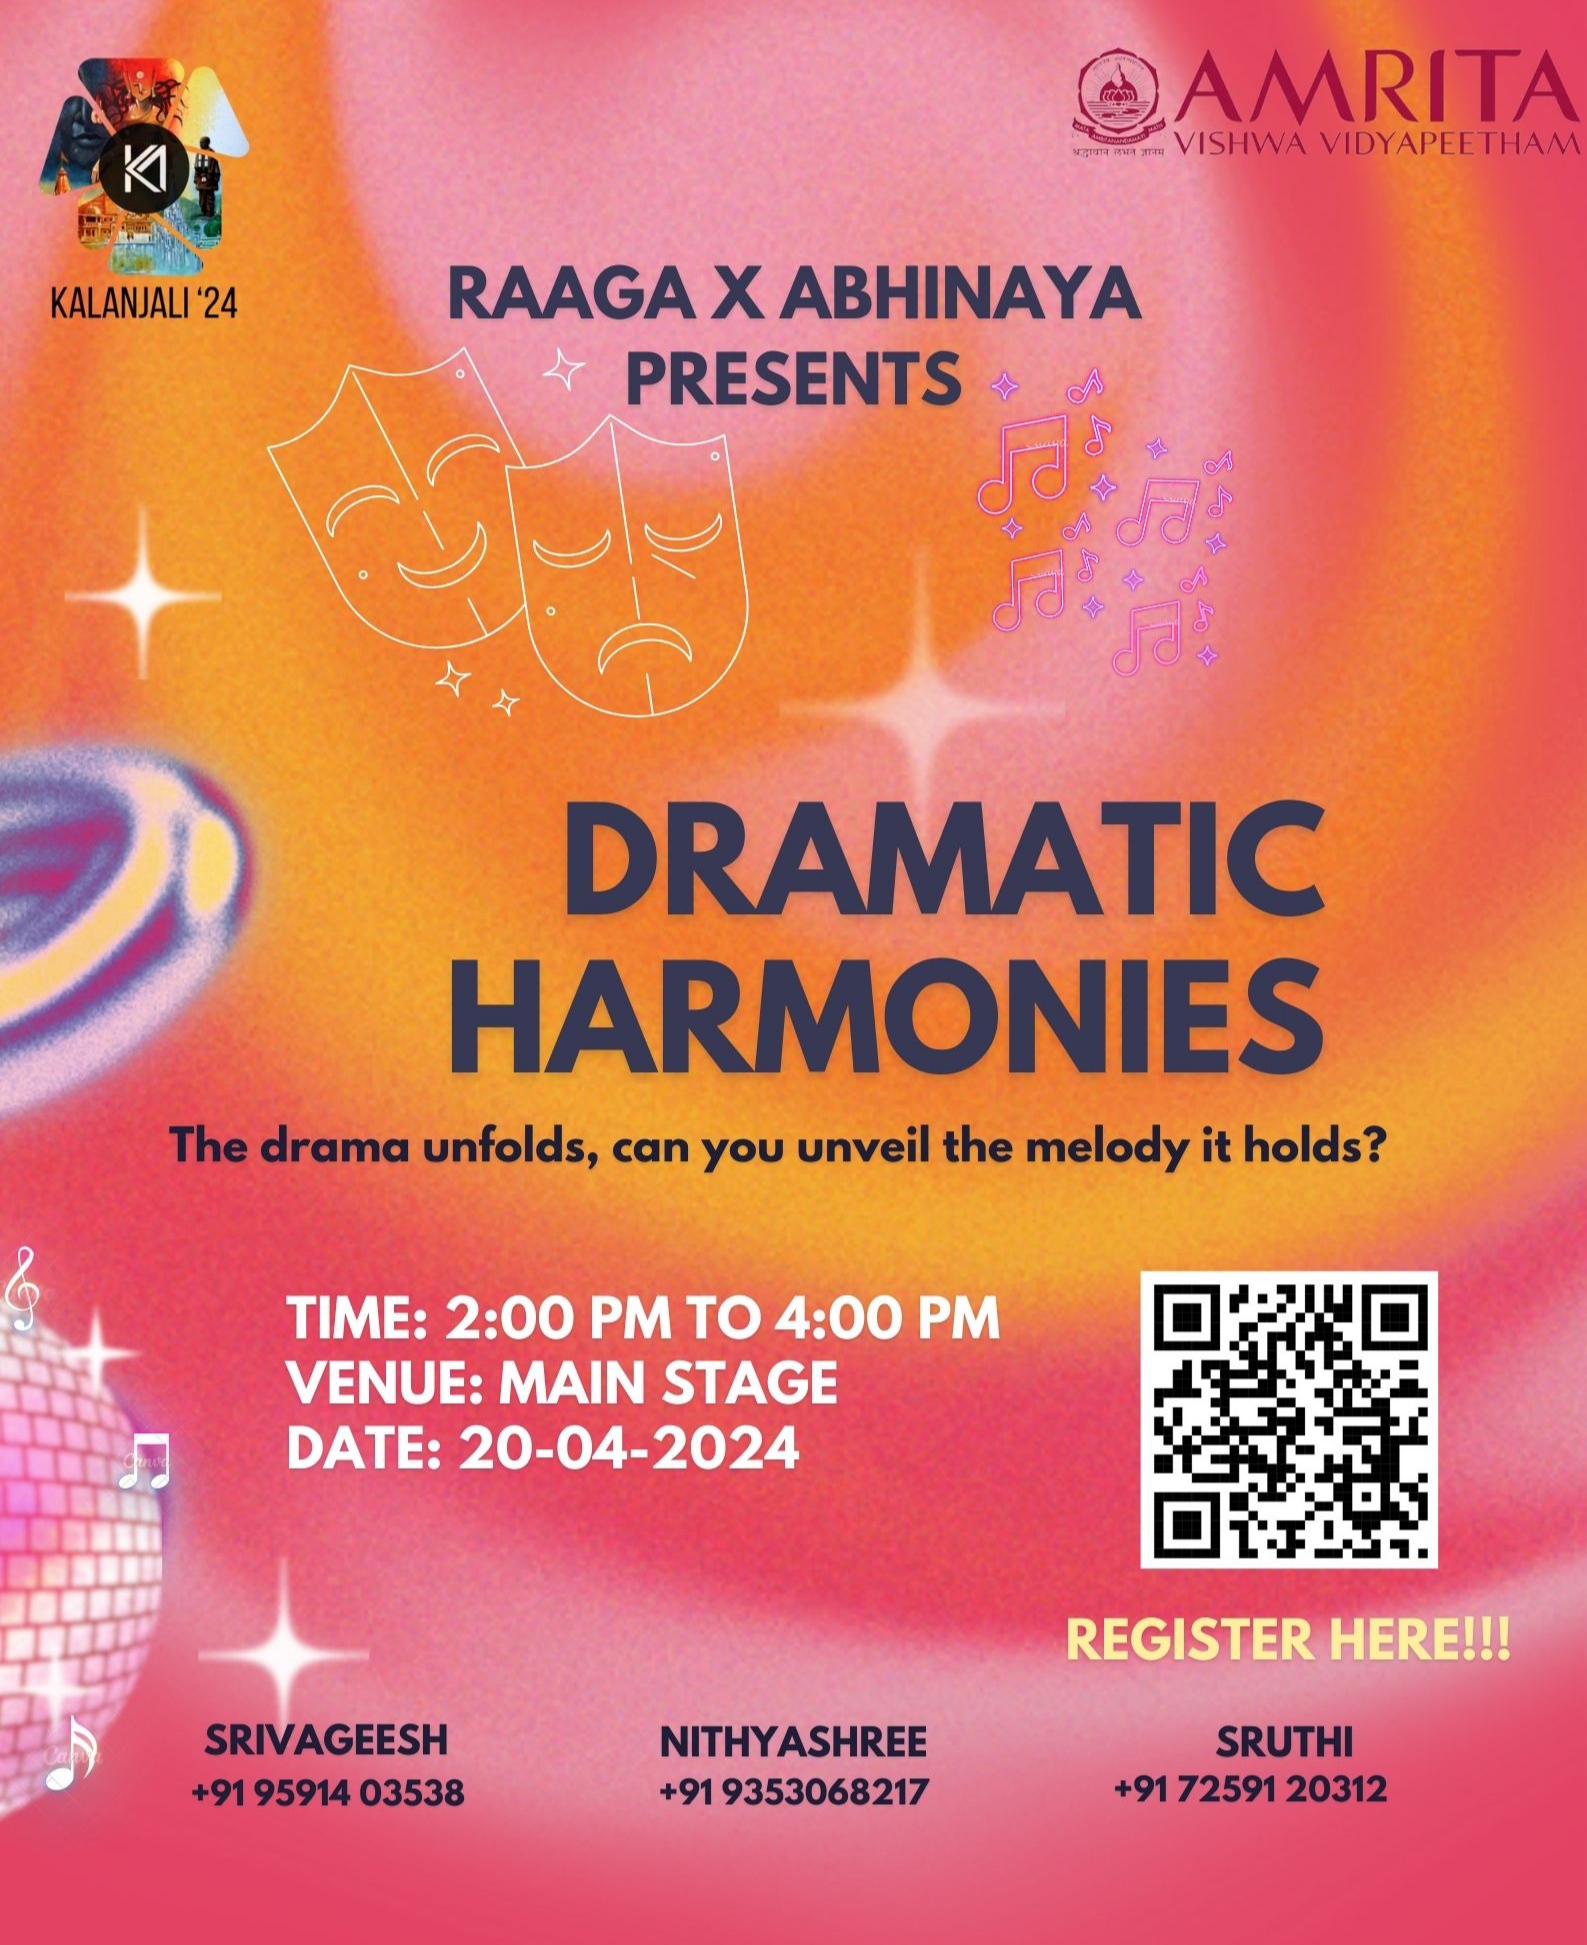 AMRITA
VISHWA VIDYAPEETHAM
KALANJALI ‘24
RAAGA X ABHINAYA
PRESENTS
DRAMATIC
HARMONIES
The drama unfolds, can you unveil the melody it holds?
TIME: 2:00 PM TO 4:00 PM
VENUE: MAIN STAGE
DATE: 20-04-2024
Canva
REGISTER HERE!!!
SRIVAGEESH
+91 95914 03538
NITHYASHREE
+91 9353068217
SRUTHI
+91 72591 20312
Canva